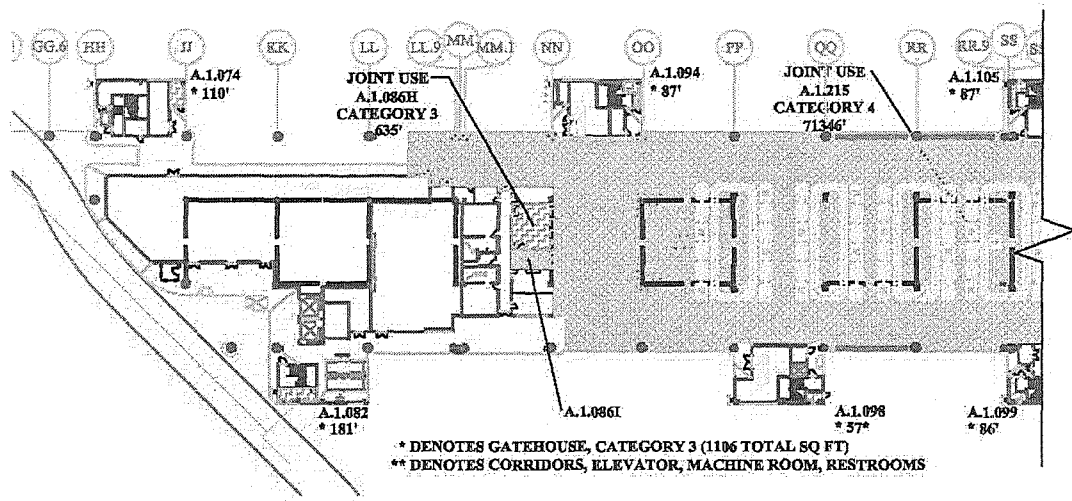 GG.6 HH JJ KK LL LL.9 MM MM.1 NN OO PP QQ RR RR.9 SS
A.1.074
* 110'
JOINT USE
A.1.086H
CATEGORY 3
635'
A.1.094
* 87'
JOINT USE
A.1.215
CATEGORY 4
71346'
A.1.105
* 87'
A.1.082
* 181'
A.1.086I
A.1.098
* 57*
A.1.099
* 86'
* DENOTES GATEHOUSE, CATEGORY 3 (1106 TOTAL SQ FT)
** DENOTES CORRIDORS, ELEVATOR, MACHINE ROOM, RESTROOMS